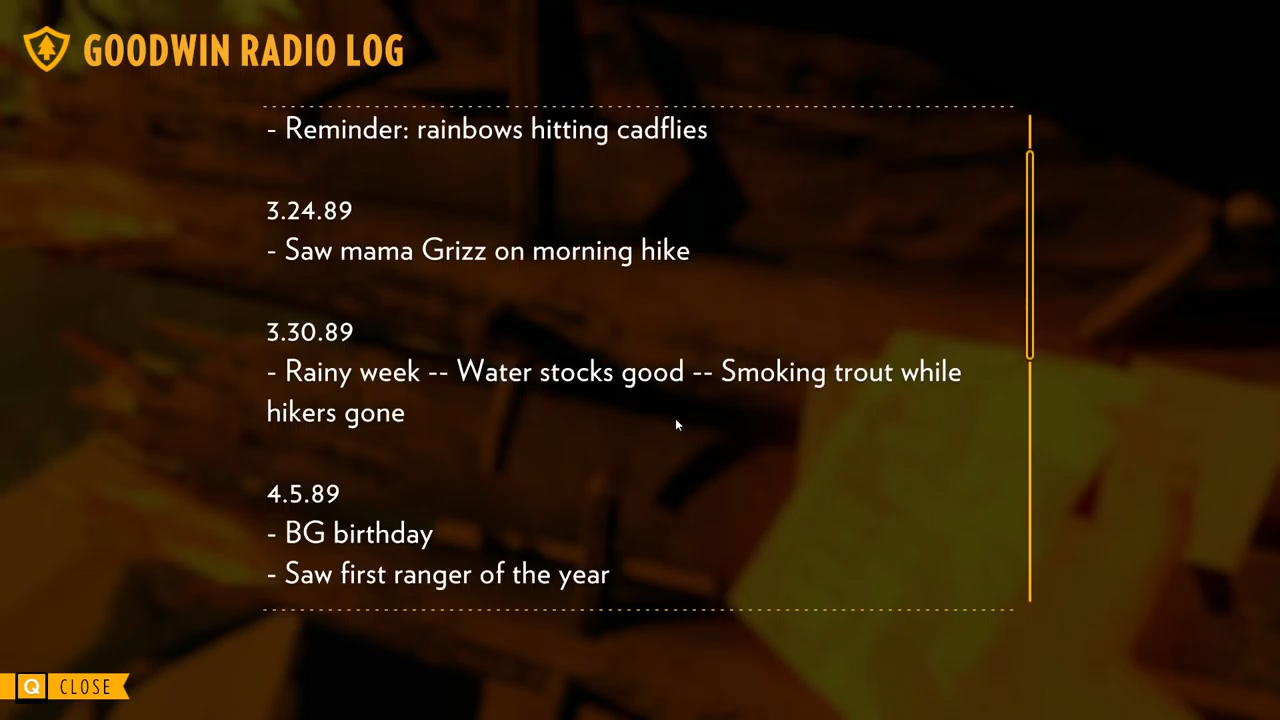 GOODWIN RADIO LOG
- Reminder: rainbows hitting cadflies
3.24.89
- Saw mama Grizz on morning hike
3.30.89
- Rainy week -- Water stocks good -- Smoking trout while
hikers gone
4.5.89
- BG birthday
- Saw first ranger of the year
Q CLOSE